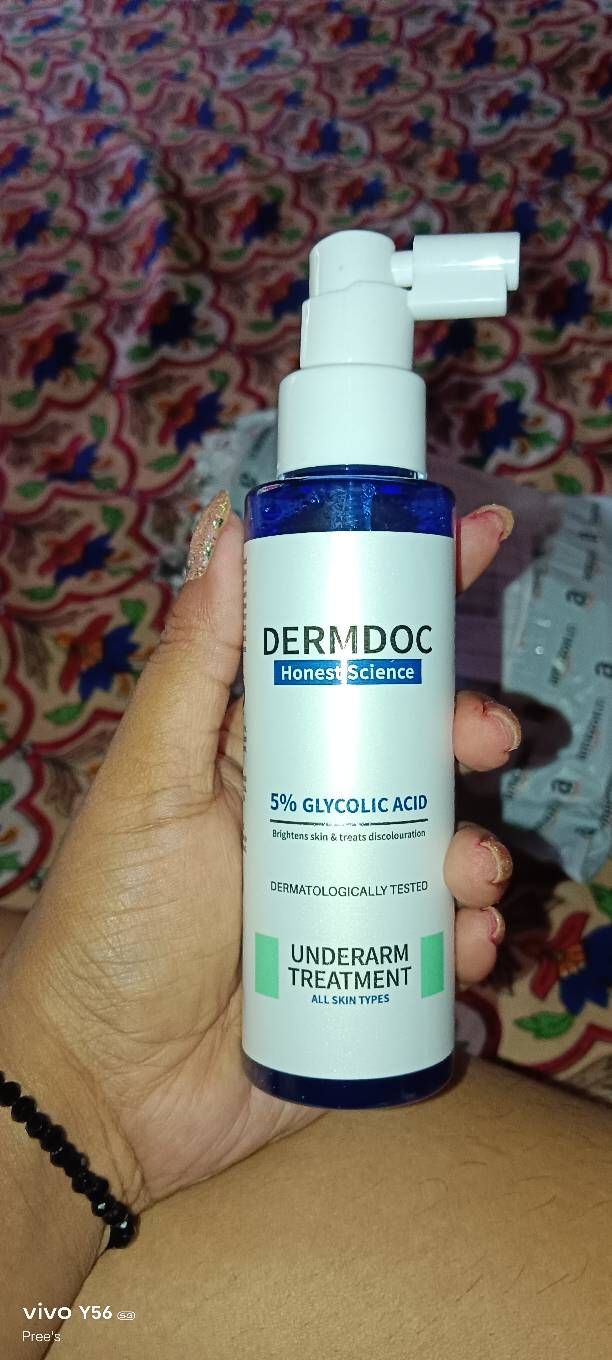 DERMDOC
Honest Science
5% GLYCOLIC ACID
Brightens skin & treats discolouration
DERMATOLOGICALLY TESTED
UNDERARM
TREATMENT
ALL SKIN TYPES
a
a
vivo Y56 5G
Pree's